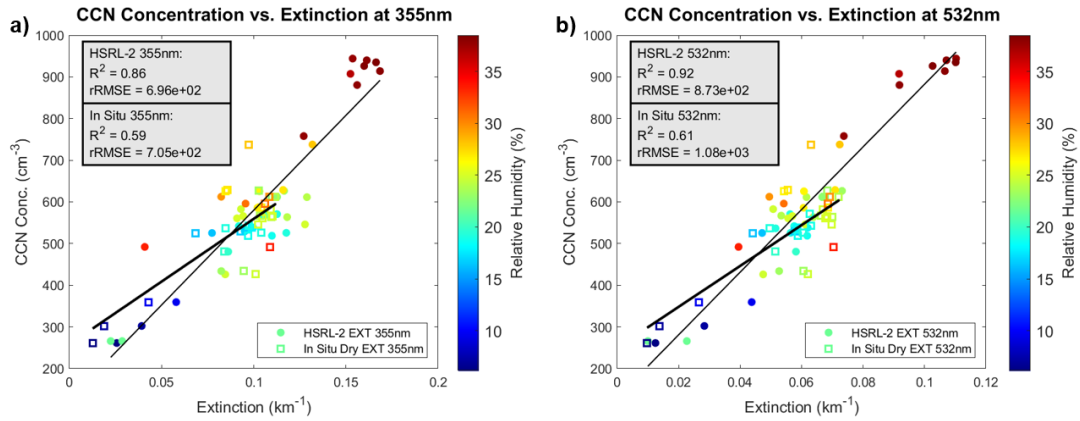 a)
CCN Concentration vs. Extinction at 355nm
HSRL-2 355nm:
R² = 0.86
rRMSE = 6.96e+02
In Situ 355nm:
R² = 0.59
rRMSE = 7.05e+02
CCN Conc. (cm⁻³)
1000
900
800
700
600
500
400
300
200
0
0.05
0.1
0.15
0.2
Extinction (km⁻¹)
HSRL-2 EXT 355nm
In Situ Dry EXT 355nm
35
30
25
20
15
10
Relative Humidity (%)
b)
CCN Concentration vs. Extinction at 532nm
HSRL-2 532nm:
R² = 0.92
rRMSE = 8.73e+02
In Situ 532nm:
R² = 0.61
rRMSE = 1.08e+03
CCN Conc. (cm⁻³)
1000
900
800
700
600
500
400
300
200
0
0.02
0.04
0.06
0.08
0.1
0.12
Extinction (km⁻¹)
HSRL-2 EXT 532nm
In Situ Dry EXT 532nm
35
30
25
20
15
10
Relative Humidity (%)